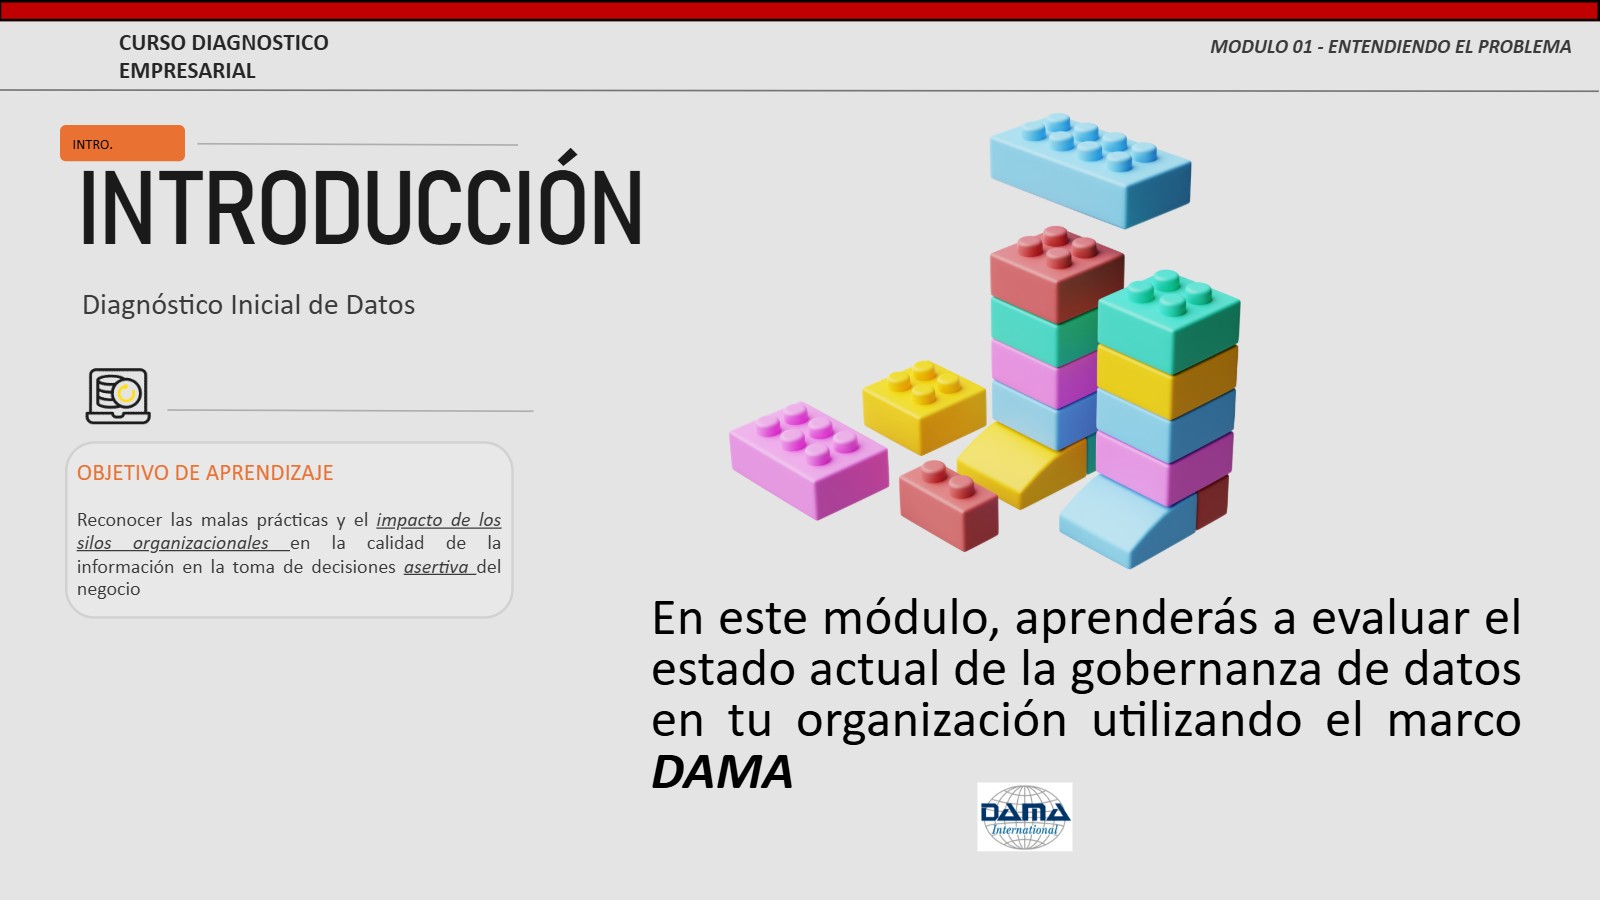 CURSO DIAGNOSTICO
EMPRESARIAL
MODULO 01 - ENTENDIENDO EL PROBLEMA
INTRO.
INTRODUCCIÓN
Diagnóstico Inicial de Datos
OBJETIVO DE APRENDIZAJE
Reconocer las malas prácticas y el impacto de los
silos organizacionales en la calidad de la
información en la toma de decisiones asertiva del
negocio
En este módulo, aprenderás a evaluar el
estado actual de la gobernanza de datos
en tu organización utilizando el marco
DAMA
DAMA
International